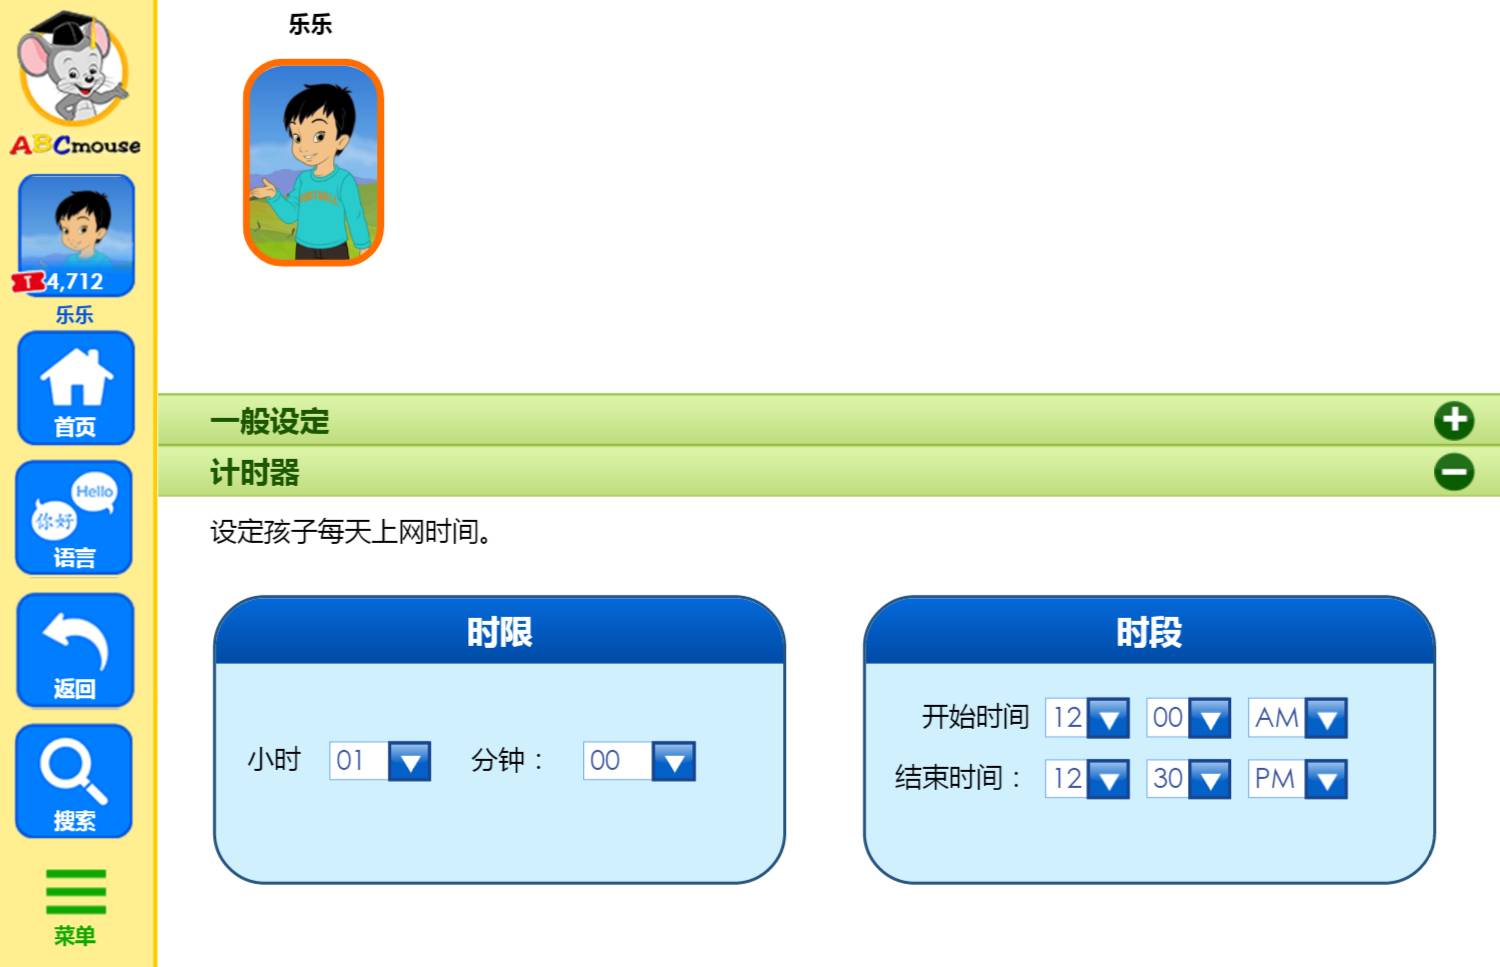 ABCmouse
T 4,712
乐乐
首页
Hello
你好
语言
返回
搜索
菜单
乐乐
FOOTBALL
一般设定
计时器
设定孩子每天上网时间。
时限
小时 01 分钟： 00
时段
开始时间 12 00 AM
结束时间： 12 30 PM